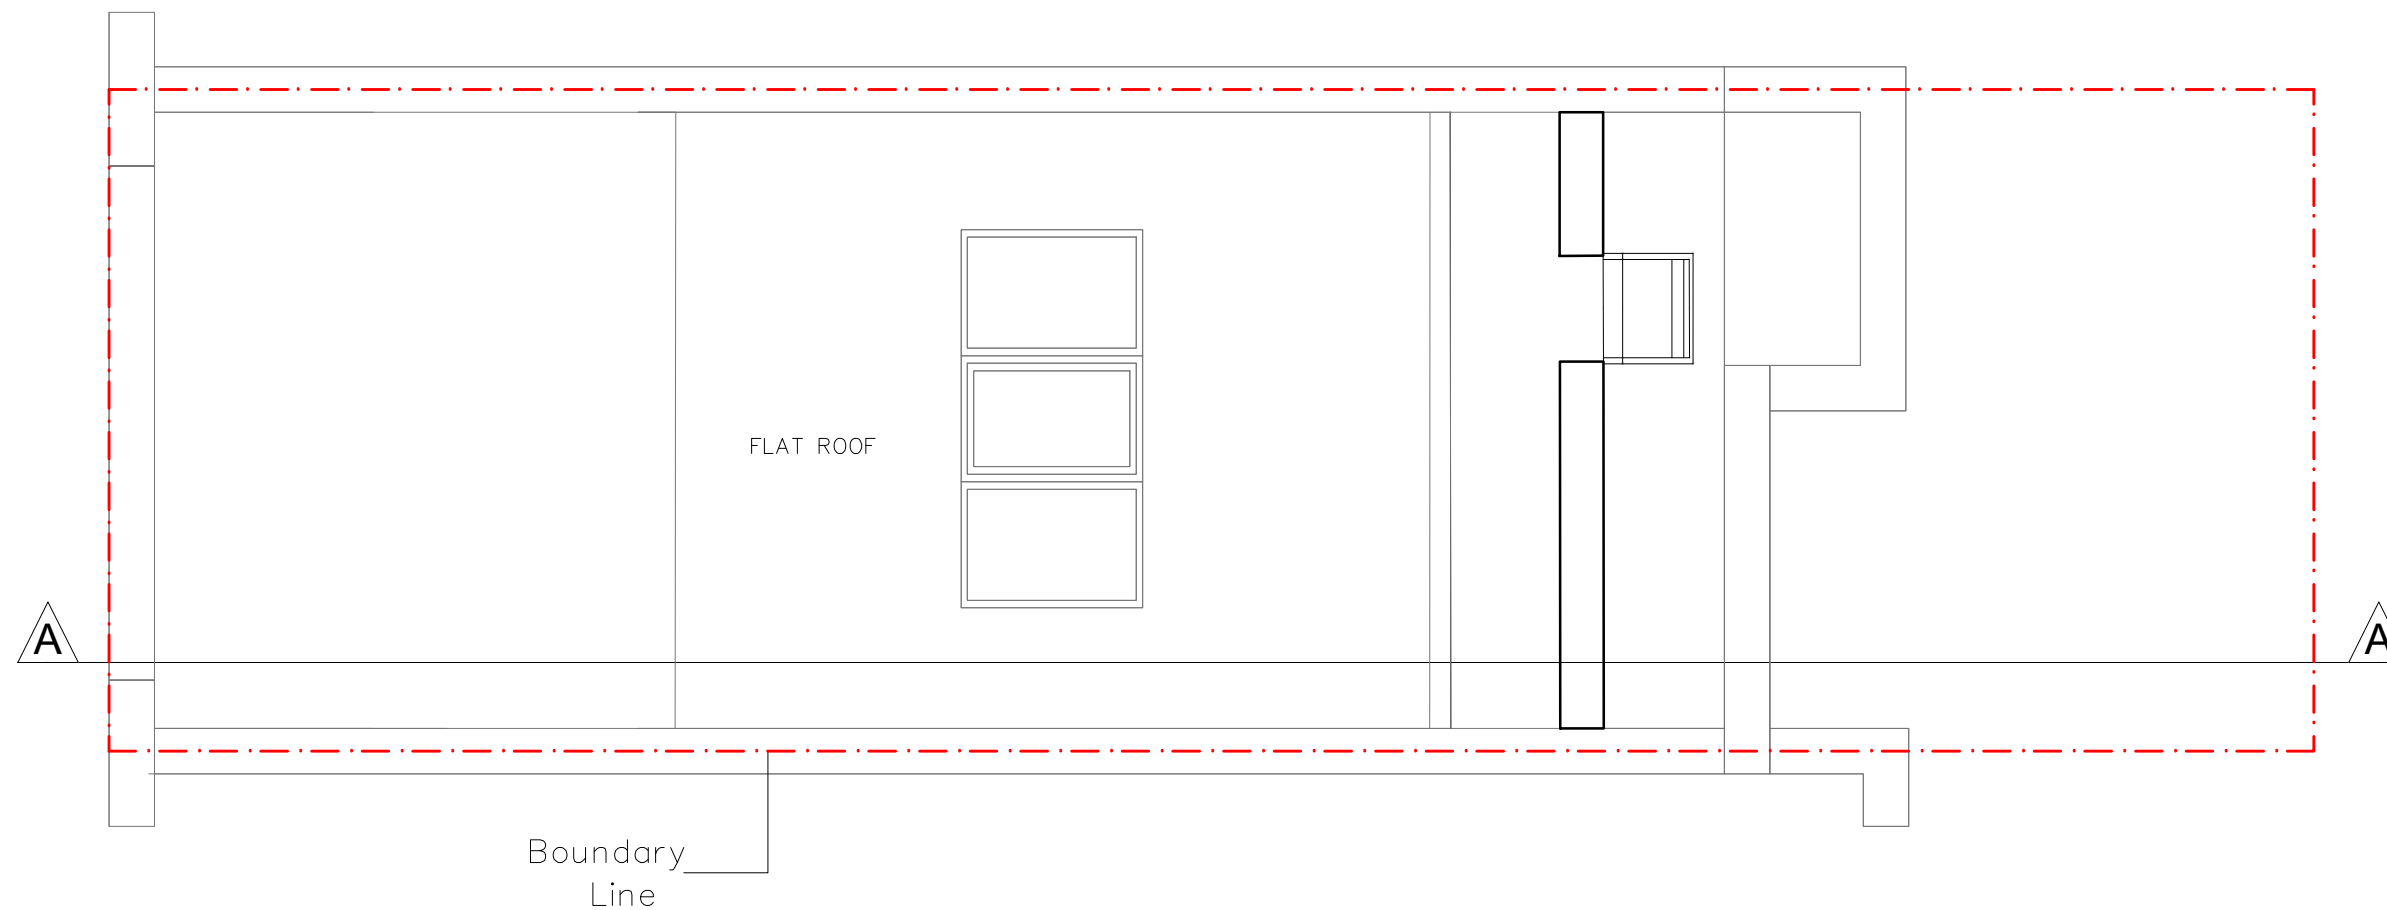 FLAT ROOF
A
A
Boundary
Line